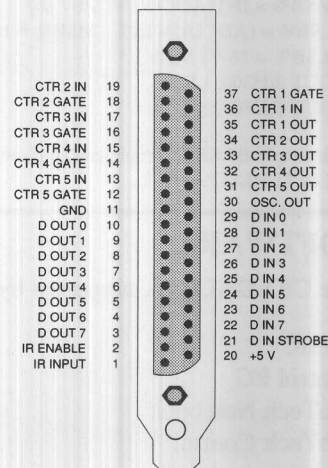 CTR 2 IN 19
CTR 2 GATE 18
CTR 3 IN 17
CTR 3 GATE 16
CTR 4 IN 15
CTR 4 GATE 14
CTR 5 IN 13
CTR 5 GATE 12
GND 11
D OUT 0 10
D OUT 1 9
D OUT 2 8
D OUT 3 7
D OUT 4 6
D OUT 5 5
D OUT 6 4
D OUT 7 3
IR ENABLE 2
IR INPUT 1
37 CTR 1 GATE
36 CTR 1 IN
35 CTR 1 OUT
34 CTR 2 OUT
33 CTR 3 OUT
32 CTR 4 OUT
31 CTR 5 OUT
30 OSC. OUT
29 D IN 0
28 D IN 1
27 D IN 2
26 D IN 3
25 D IN 4
24 D IN 5
23 D IN 6
22 D IN 7
21 D IN STROBE
20 +5 V